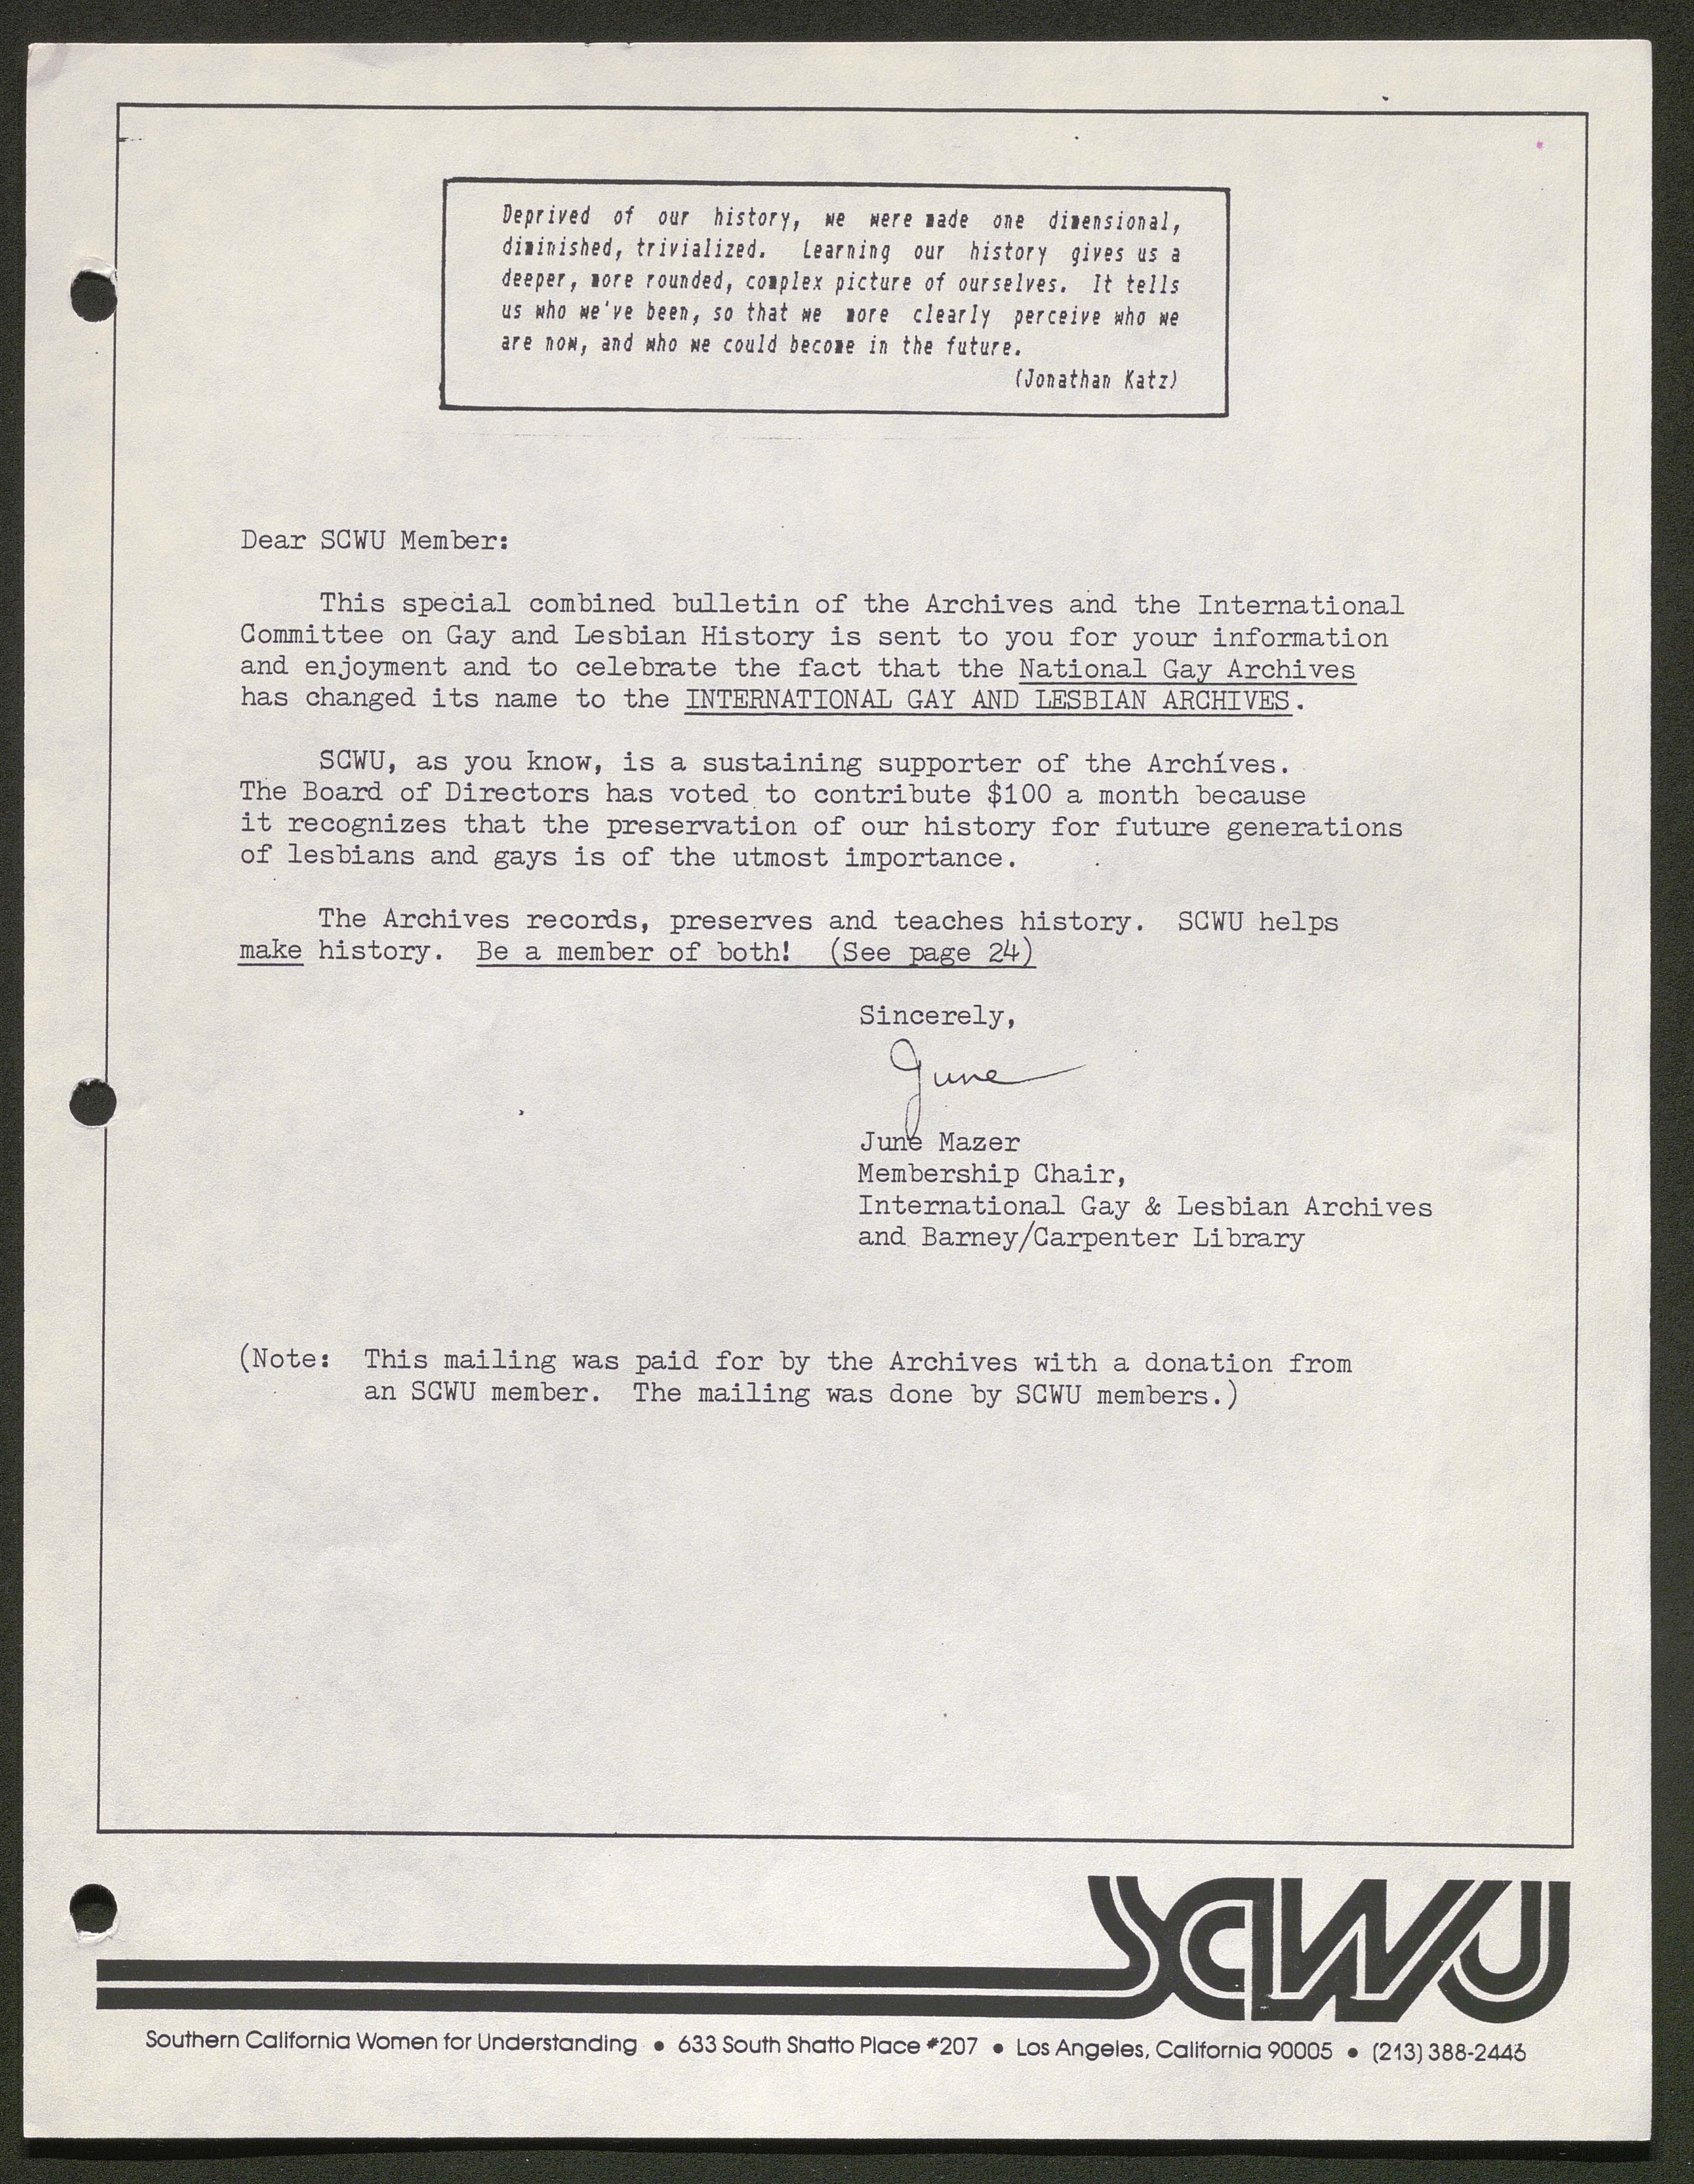 Deprived of our history, we were made one dimensional,
diminished, trivialized. Learning our history gives us a
deeper, more rounded, complex picture of ourselves. It tells
us who we've been, so that we more clearly perceive who we
are now, and who we could become in the future.
(Jonathan Katz)
Dear SCWU Member:
This special combined bulletin of the Archives and the International
Committee on Gay and Lesbian History is sent to you for your information
and enjoyment and to celebrate the fact that the National Gay Archives
has changed its name to the INTERNATIONAL GAY AND LESBIAN ARCHIVES.
SCWU, as you know, is a sustaining supporter of the Archives.
The Board of Directors has voted to contribute $100 a month because
it recognizes that the preservation of our history for future generations
of lesbians and gays is of the utmost importance.
The Archives records, preserves and teaches history. SCWU helps
make history. Be a member of both! (See page 24)
Sincerely,
June
June Mazer
Membership Chair,
International Gay & Lesbian Archives
and Barney/Carpenter Library
(Note: This mailing was paid for by the Archives with a donation from
an SCWU member. The mailing was done by SCWU members.)
SCWU
Southern California Women for Understanding • 633 South Shatto Place #207 • Los Angeles, California 90005 • (213) 388-2446